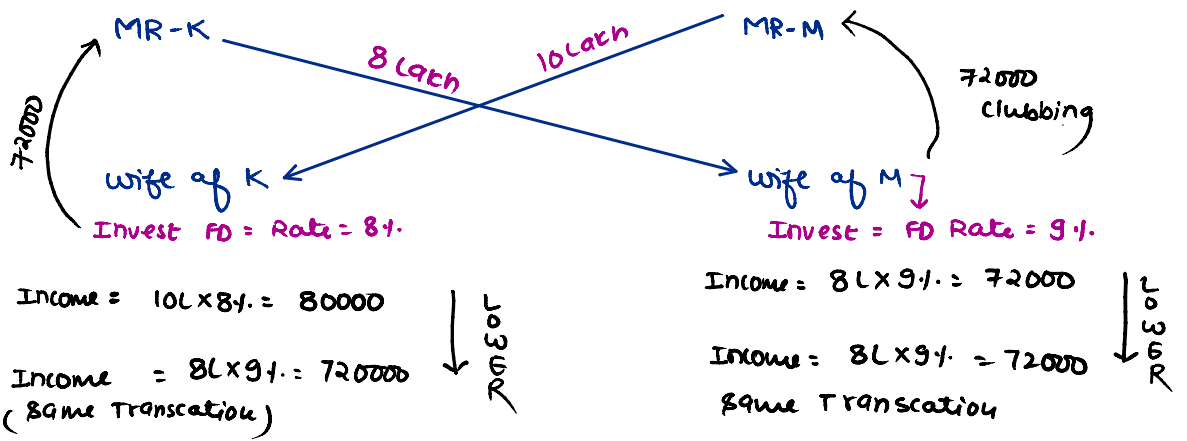 MR-K
MR-M
8 Lakh
10 Lakh
72000
72000
Clubbing
wife of K
wife of M
Invest FD = Rate = 8%.
Invest = FD Rate = 9%.
Income = 10L x 8%. = 80000
LOWER
Income = 8L x 9%. = 720000
(Same Transcation)
Income = 8L x 9%. = 72000
LOWER
Income = 8L x 9%. = 72000
Same Transcation